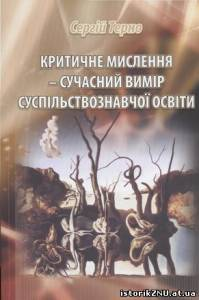 Сергій Терно
КРИТИЧНЕ МИСЛЕННЯ
– СУЧАСНИЙ ВИМІР
СУСПІЛЬСТВОЗНАВЧОЇ ОСВІТИ
istorikZNU.at.ua